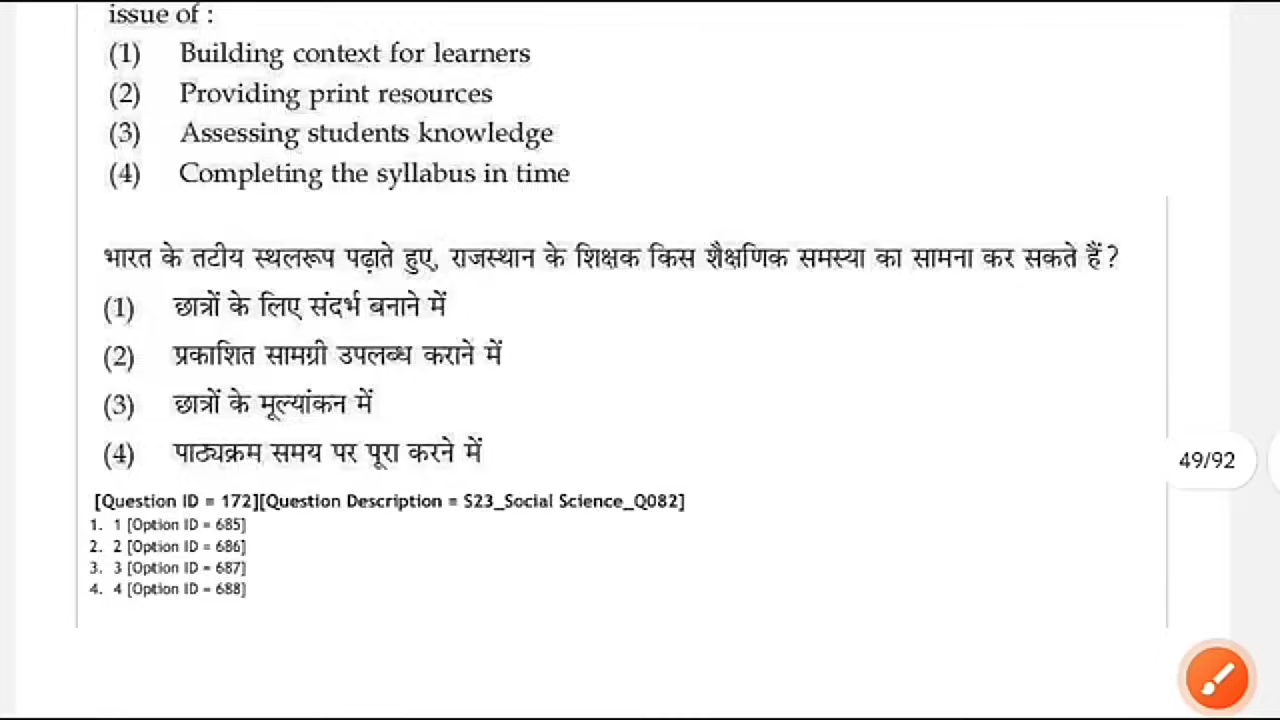 issue of :
(1) Building context for learners
(2) Providing print resources
(3) Assessing students knowledge
(4) Completing the syllabus in time
भारत के तटीय स्थलरूप पढ़ाते हुए, राजस्थान के शिक्षक किस शैक्षणिक समस्या का सामना कर सकते हैं ?
(1) छात्रों के लिए संदर्भ बनाने में
(2) प्रकाशित सामग्री उपलब्ध कराने में
(3) छात्रों के मूल्यांकन में
(4) पाठ्यक्रम समय पर पूरा करने में
49/92
[Question ID = 172][Question Description = S23_Social Science_Q082]
1. 1 [Option ID = 685]
2. 2 [Option ID = 686]
3. 3 [Option ID = 687]
4. 4 [Option ID = 688]